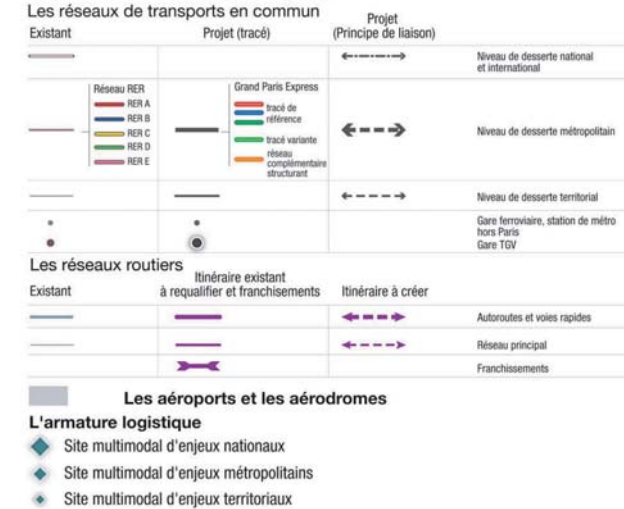 Les réseaux de transports en commun
Existant
Projet (tracé)
Projet
(Principe de liaison)
Niveau de desserte national
et international
Réseau RER
RER A
RER B
RER C
RER D
RER E
Grand Paris Express
tracé de
référence
tracé variante
réseau
complémentaire
structurant
Niveau de desserte métropolitain
Niveau de desserte territorial
Gare ferroviaire, station de métro
hors Paris
Gare TGV
Les réseaux routiers
Existant
Itinéraire existant
à requalifier et franchisements
Itinéraire à créer
Autoroutes et voies rapides
Réseau principal
Franchissements
Les aéroports et les aérodromes
L'armature logistique
Site multimodal d'enjeux nationaux
Site multimodal d'enjeux métropolitains
Site multimodal d'enjeux territoriaux